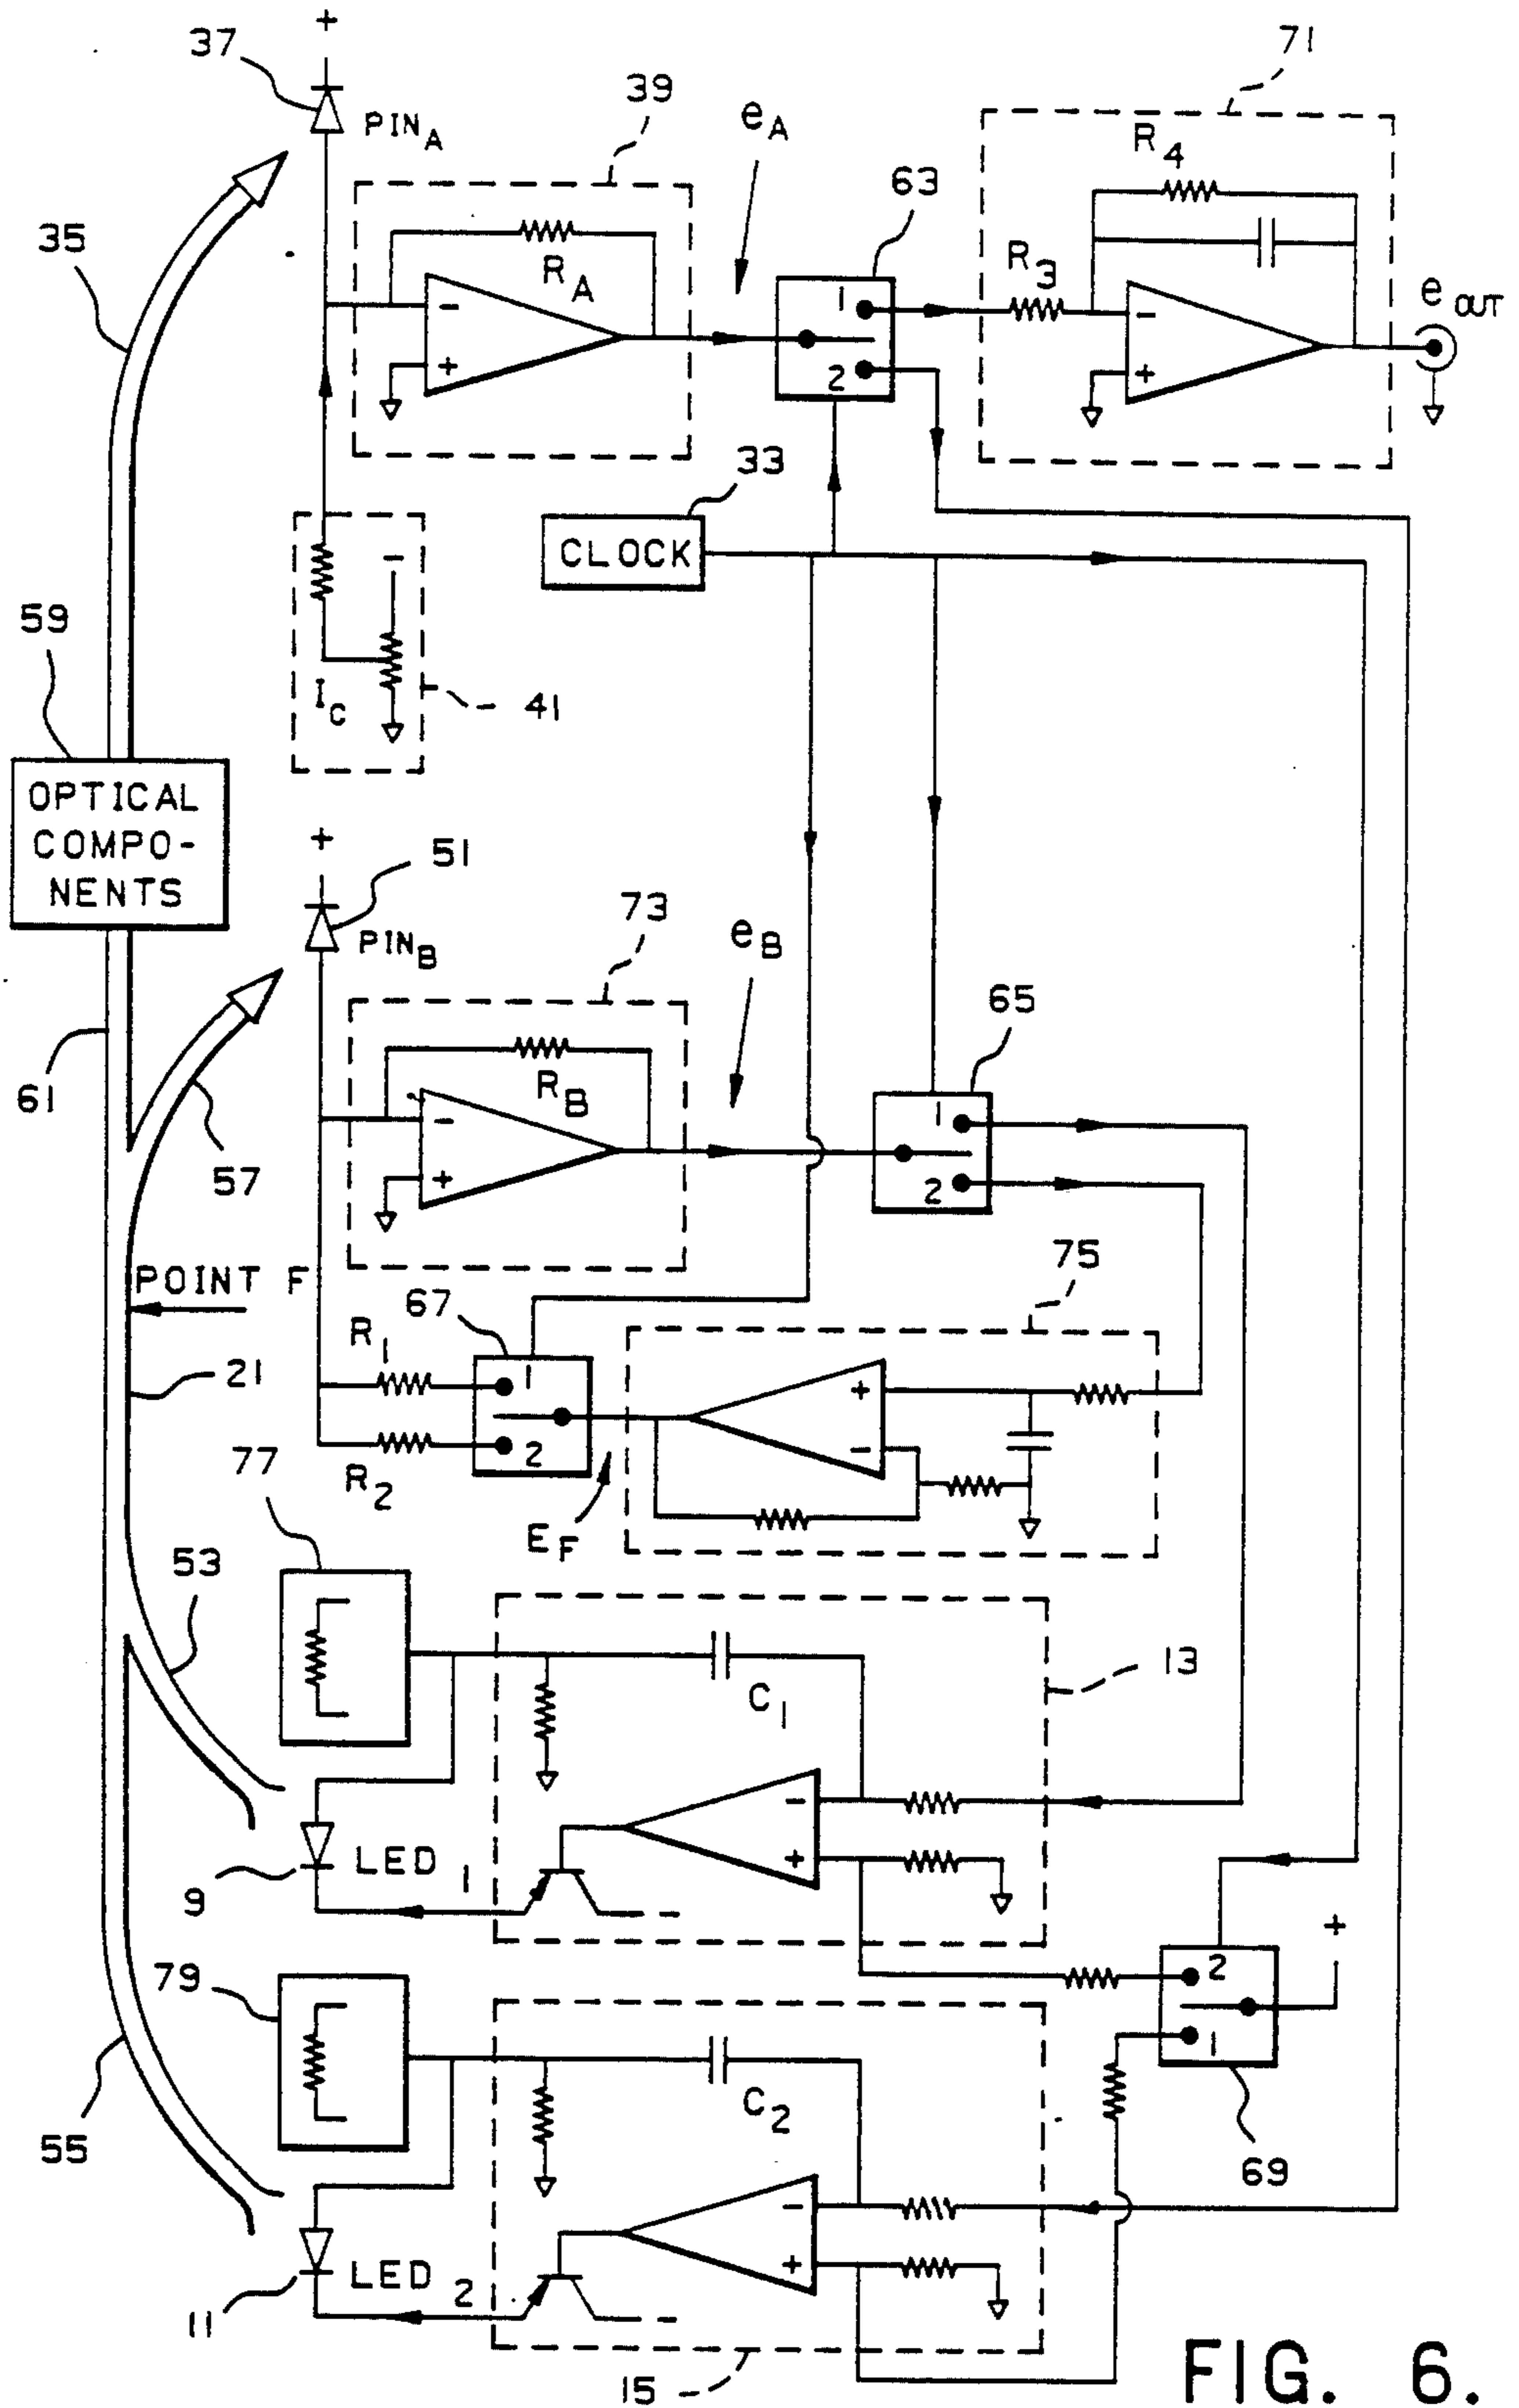 +
37
PIN_A
39
e_A
71
R_4
63
35
R_A
-
+
1
2
R_3
-
+
e_OUT
33
CLOCK
-
I_C
41
59
OPTICAL
COMPO-
NENTS
+
51
PIN_B
73
e_B
65
61
57
R_B
-
+
1
2
POINT F
67
75
R_1
1
2
21
R_2
+
-
77
E_F
53
C_1
13
-
+
LED_1
9
-
+
79
2
1
69
C_2
55
-
+
LED_2
11
-
15
FIG. 6.